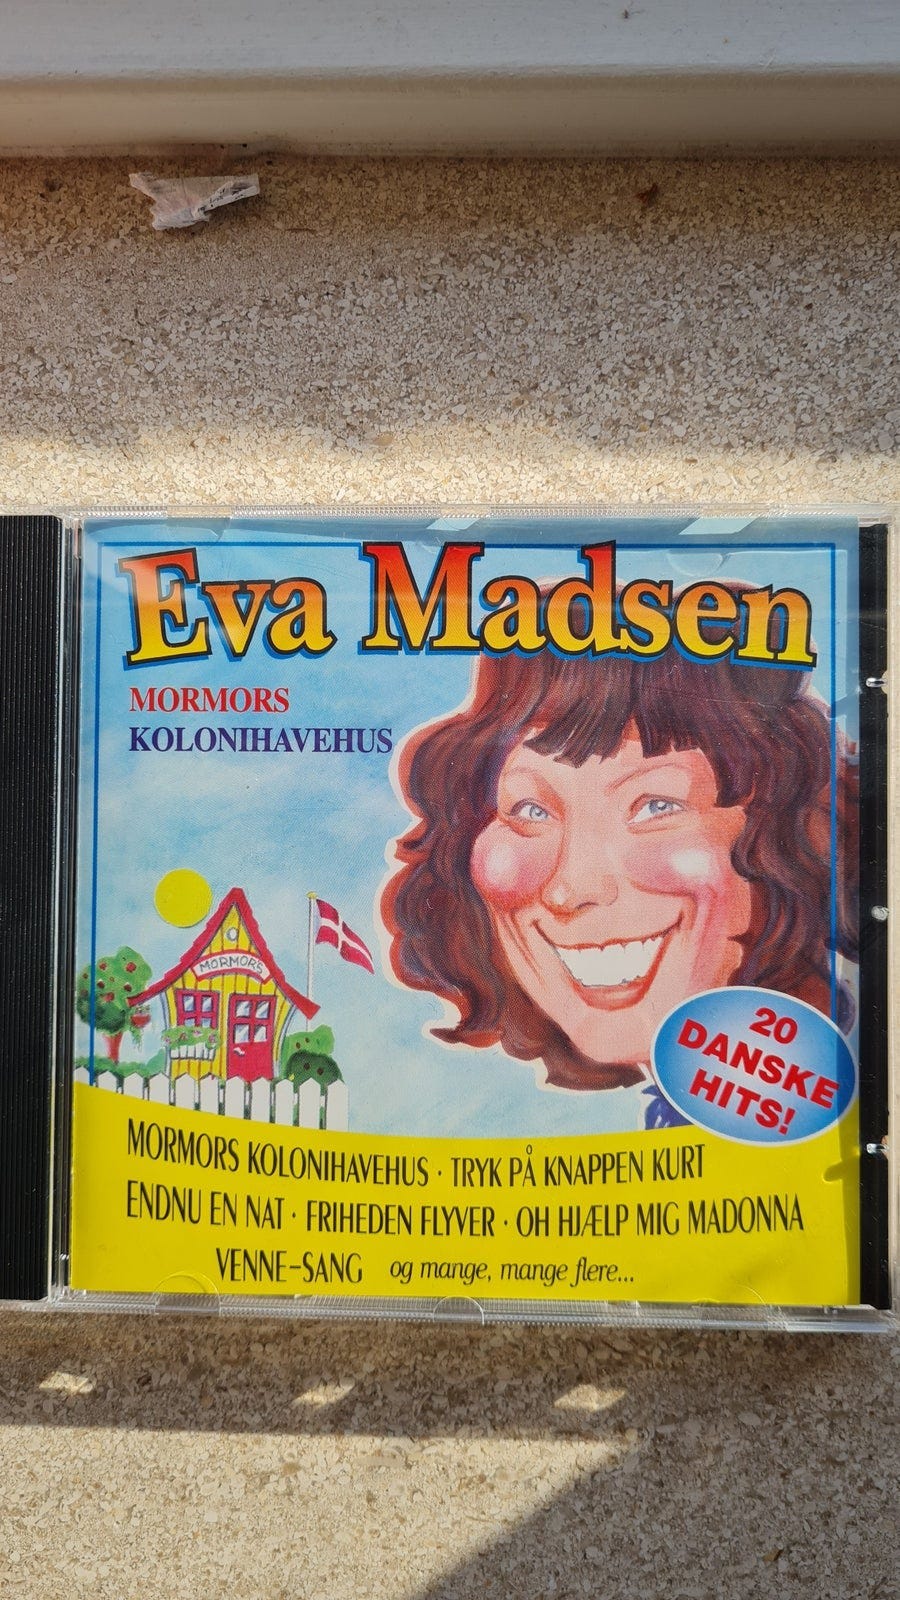 Eva Madsen
MORMORS
KOLONIHAVEHUS
MORMORS
20
DANSKE
HITS!
MORMORS KOLONIHAVEHUS · TRYK PÅ KNAPPEN KURT
ENDNU EN NAT · FRIHEDEN FLYVER · OH HJÆLP MIG MADONNA
VENNE-SANG og mange, mange flere...